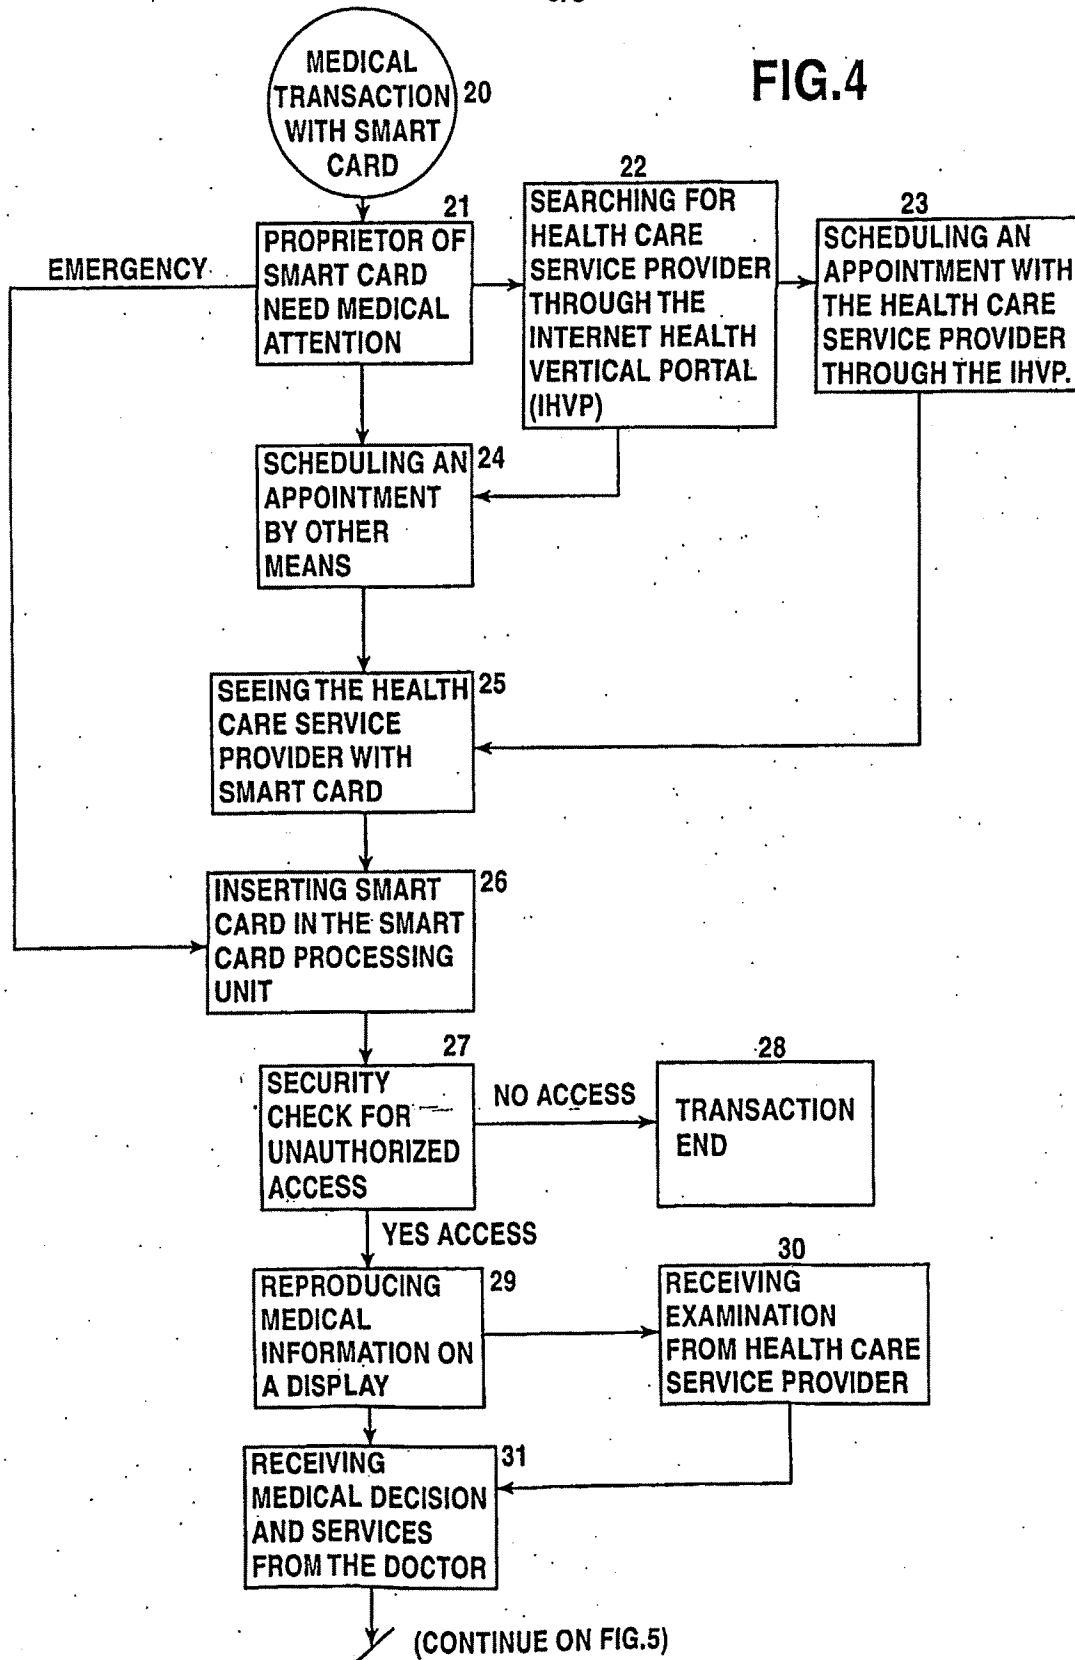 FIG.4
MEDICAL
TRANSACTION
WITH SMART
CARD
20
21
PROPRIETOR OF
SMART CARD
NEED MEDICAL
ATTENTION
EMERGENCY
22
SEARCHING FOR
HEALTH CARE
SERVICE PROVIDER
THROUGH THE
INTERNET HEALTH
VERTICAL PORTAL
(IHVP)
23
SCHEDULING AN
APPOINTMENT WITH
THE HEALTH CARE
SERVICE PROVIDER
THROUGH THE IHVP.
24
SCHEDULING AN
APPOINTMENT
BY OTHER
MEANS
25
SEEING THE HEALTH
CARE SERVICE
PROVIDER WITH
SMART CARD
26
INSERTING SMART
CARD IN THE SMART
CARD PROCESSING
UNIT
27
SECURITY
CHECK FOR
UNAUTHORIZED
ACCESS
NO ACCESS
28
TRANSACTION
END
YES ACCESS
29
REPRODUCING
MEDICAL
INFORMATION ON
A DISPLAY
30
RECEIVING
EXAMINATION
FROM HEALTH CARE
SERVICE PROVIDER
31
RECEIVING
MEDICAL DECISION
AND SERVICES
FROM THE DOCTOR
(CONTINUE ON FIG.5)